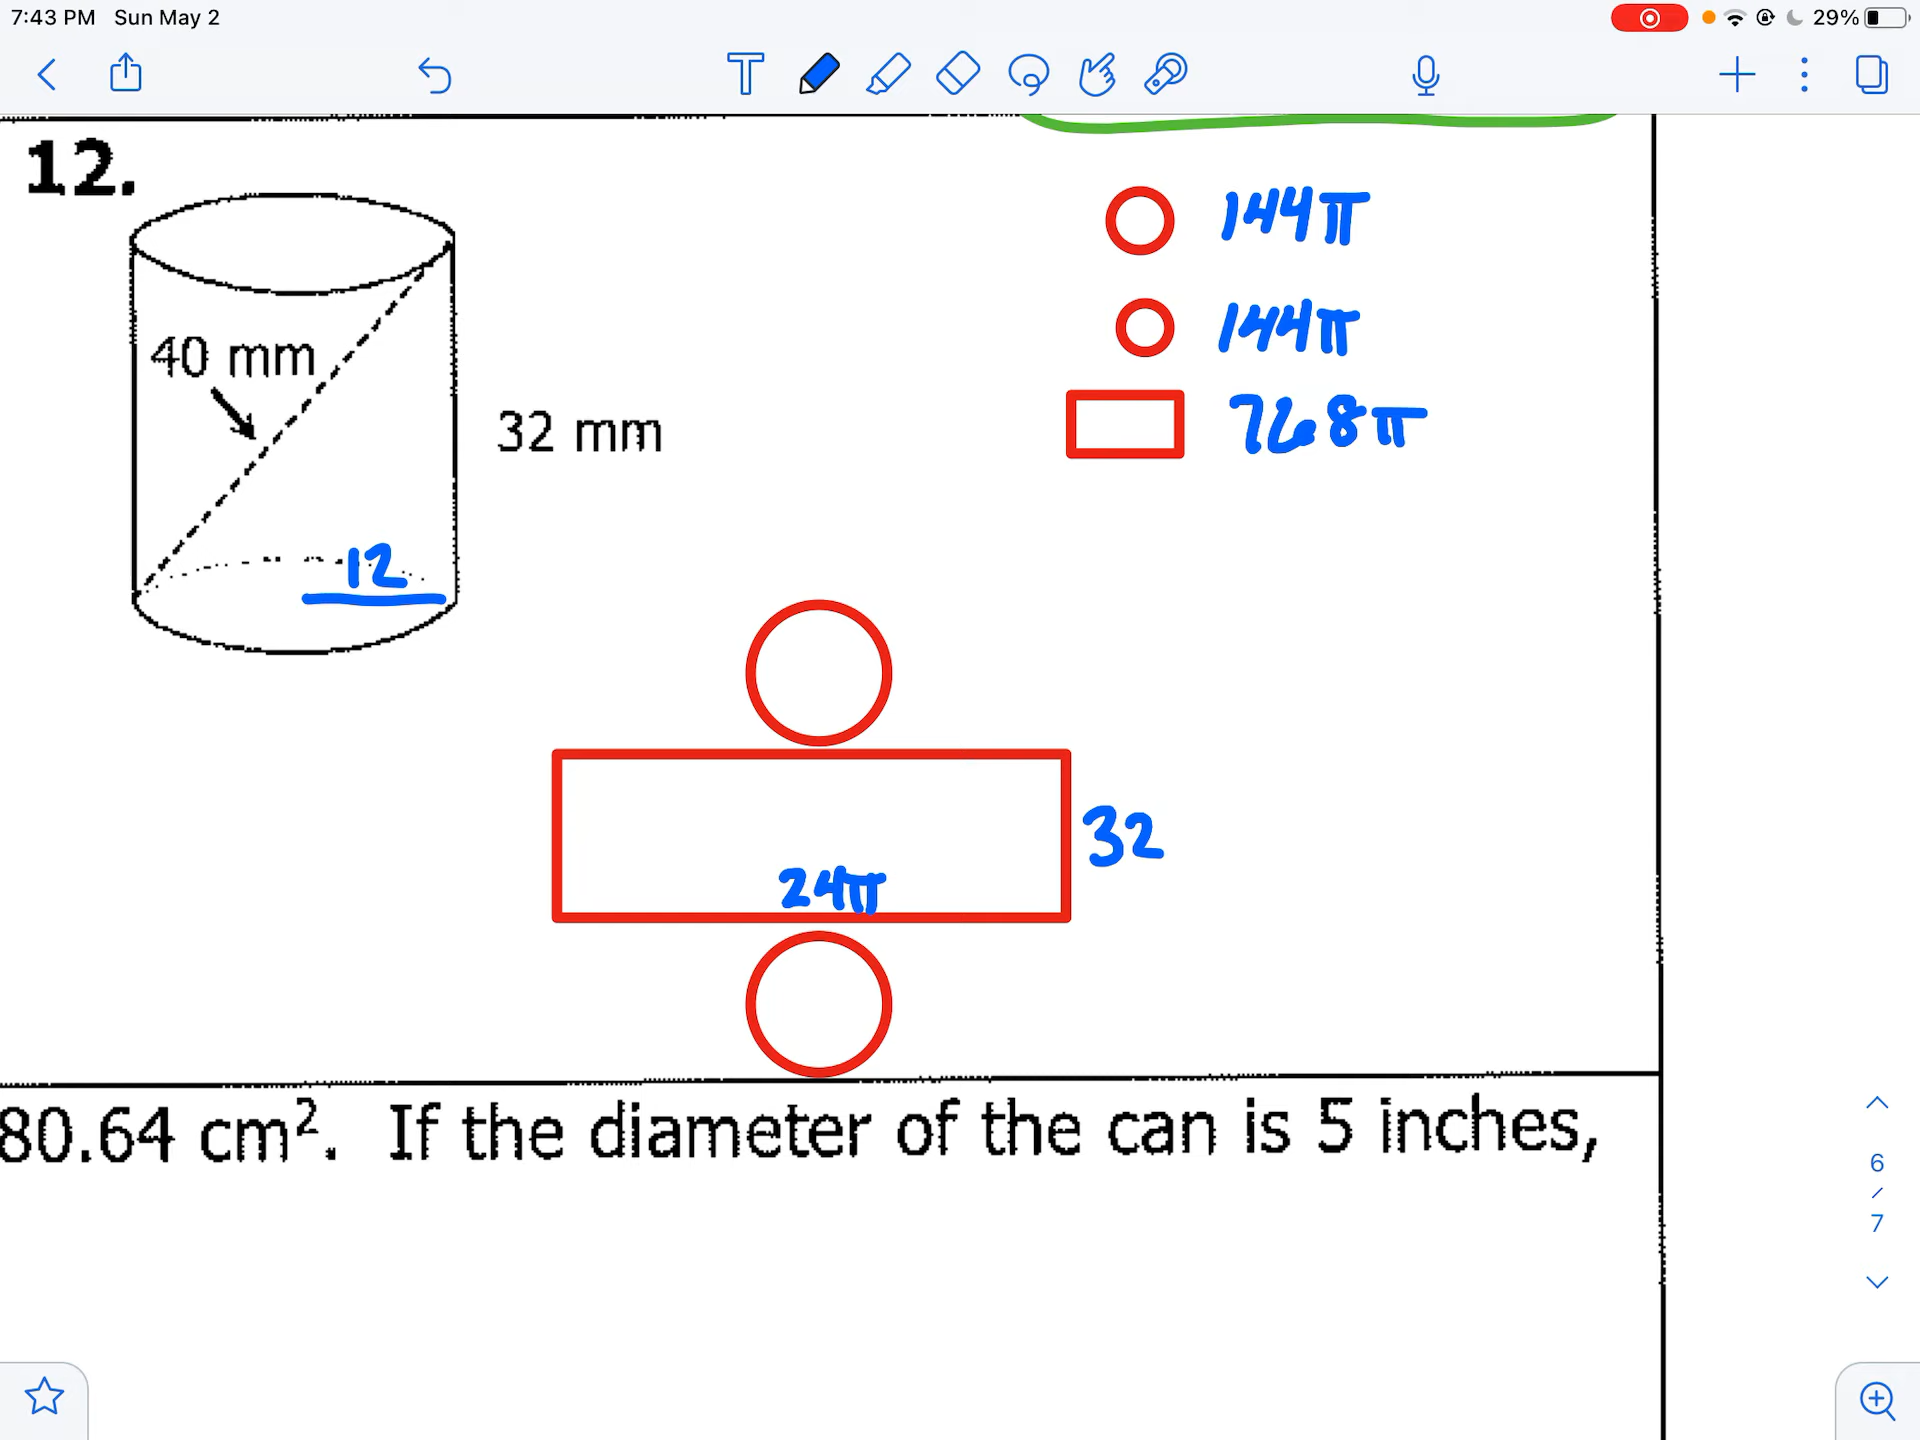 7:43 PM Sun May 2
29%
T
12.
144π
40 mm
144π
32 mm
768π
12
32
24π
80.64 cm². If the diameter of the can is 5 inches,
6
/
7